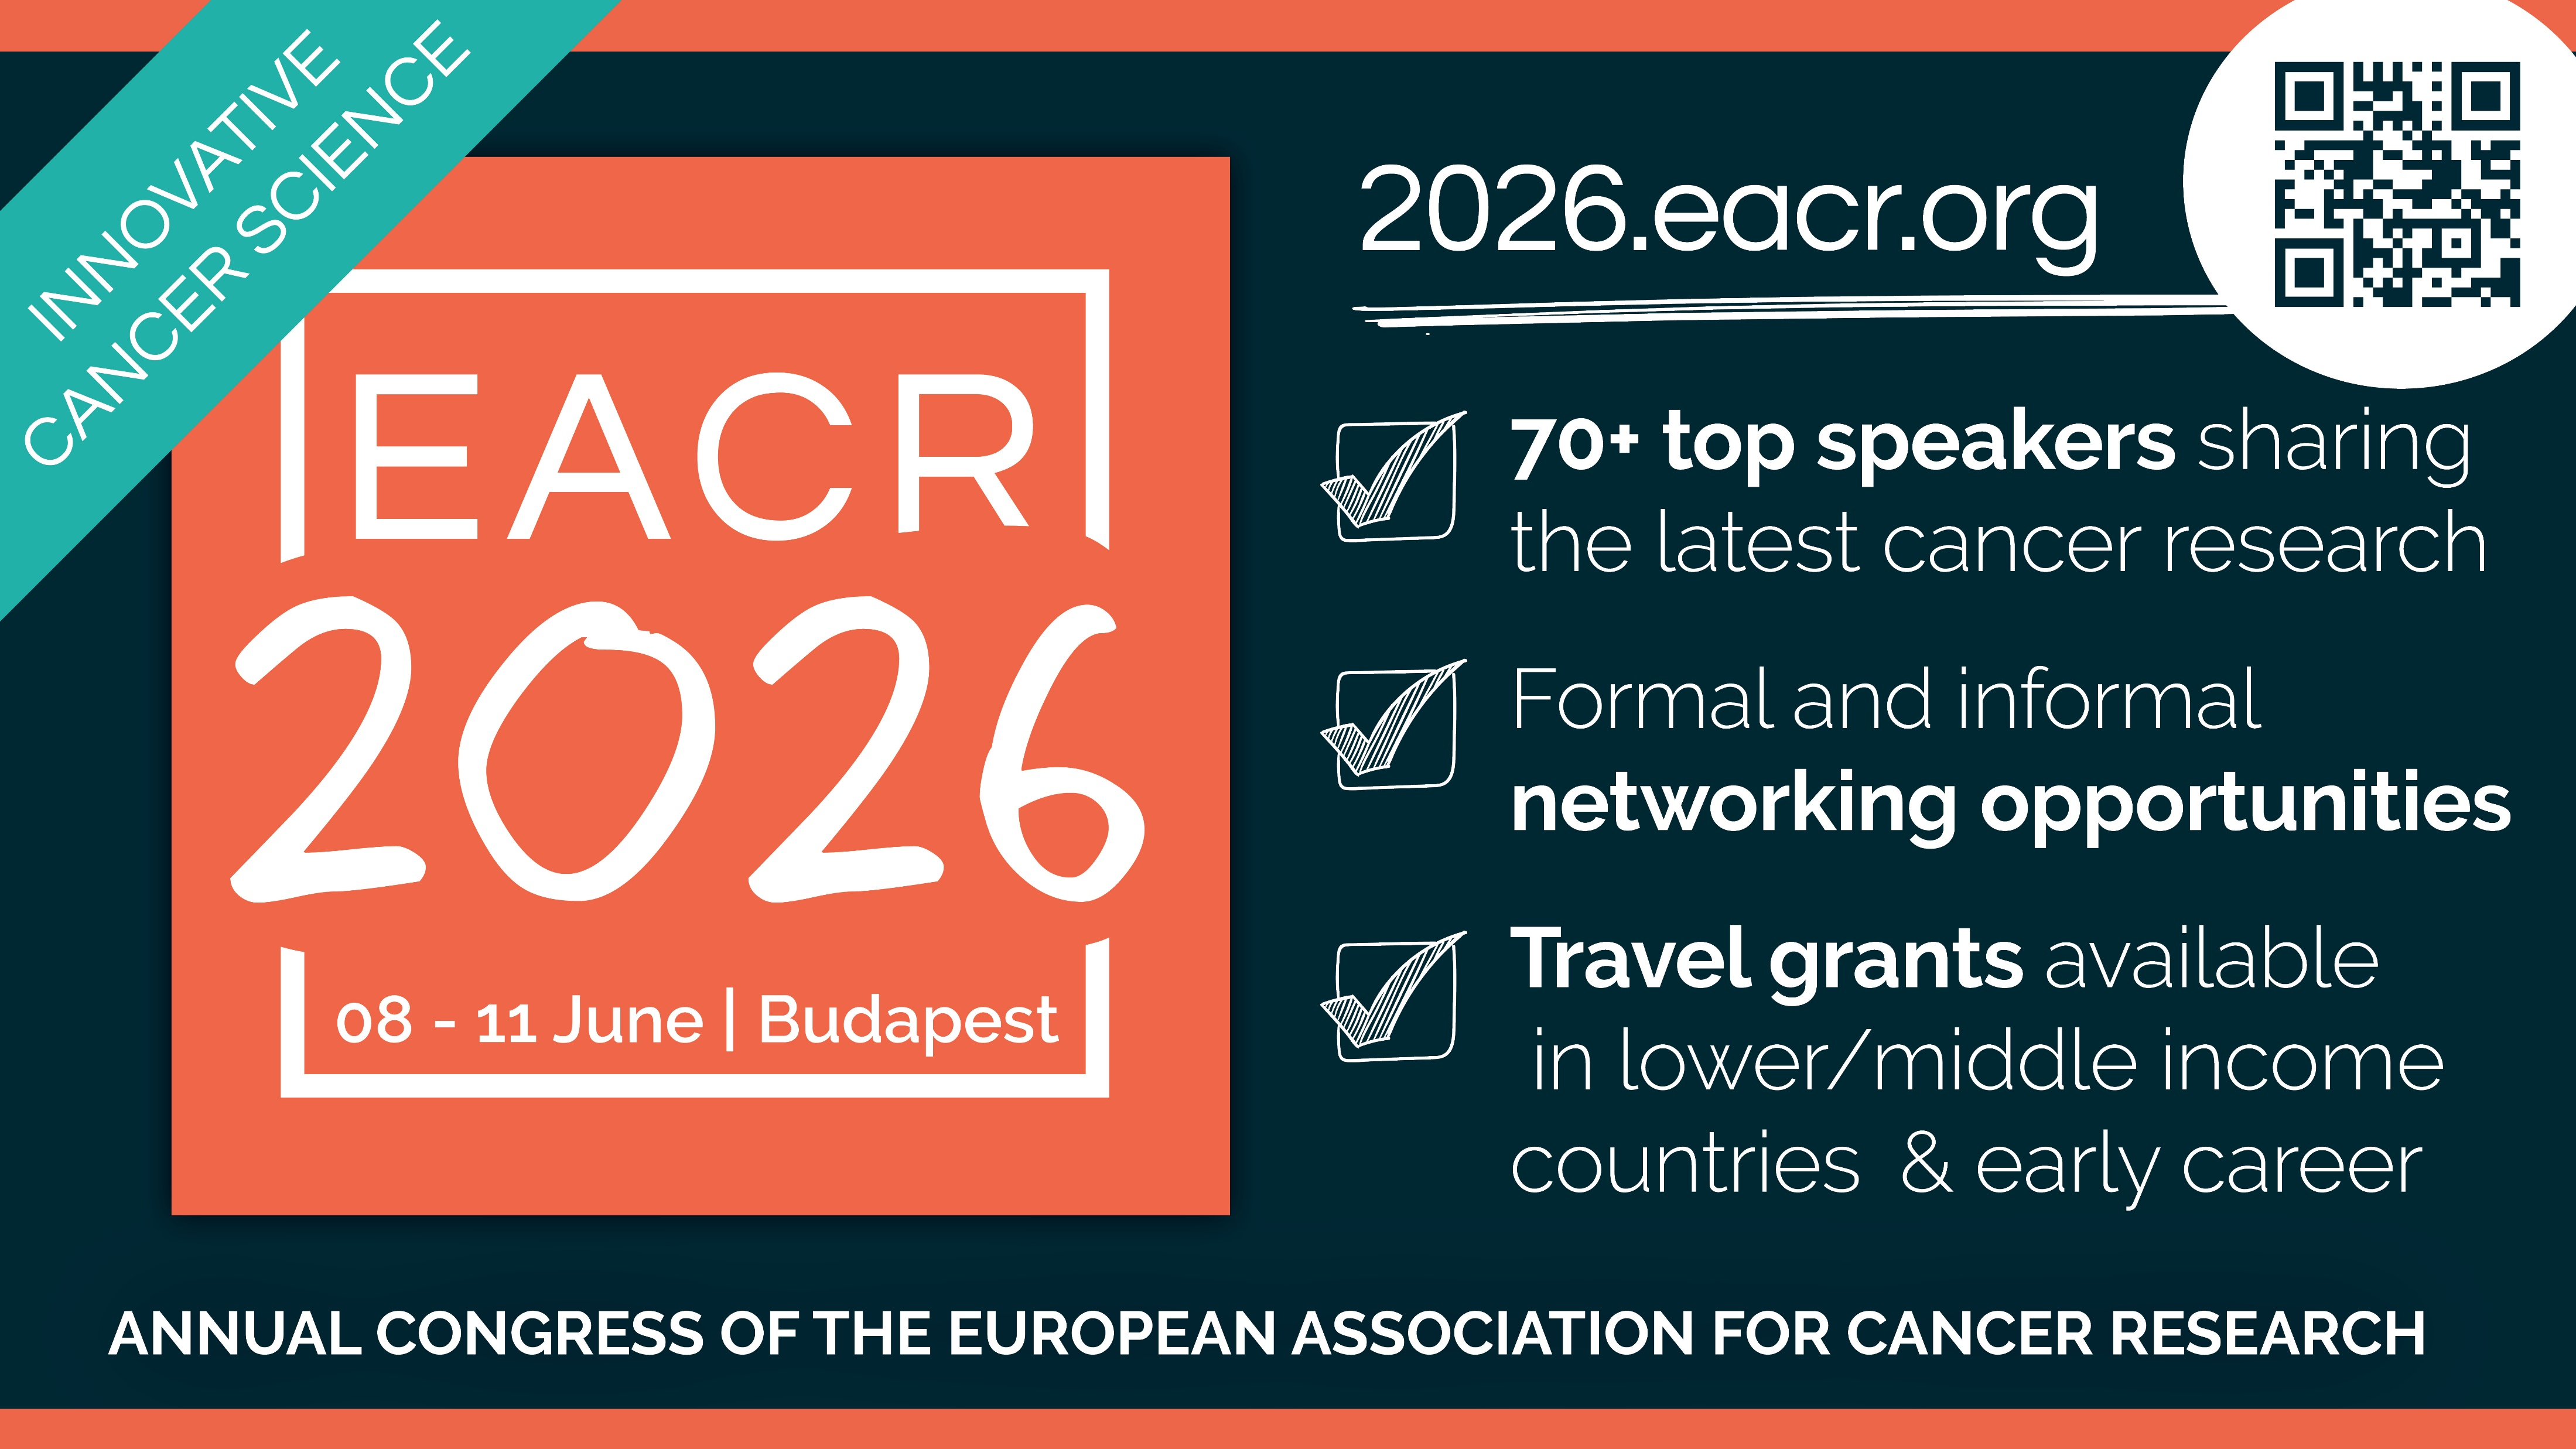 INNOVATIVE
CANCER SCIENCE
EACR
2026
08 - 11 June | Budapest
2026.eacr.org
70+ top speakers sharing
the latest cancer research
Formal and informal
networking opportunities
Travel grants available
in lower/middle income
countries & early career
ANNUAL CONGRESS OF THE EUROPEAN ASSOCIATION FOR CANCER RESEARCH